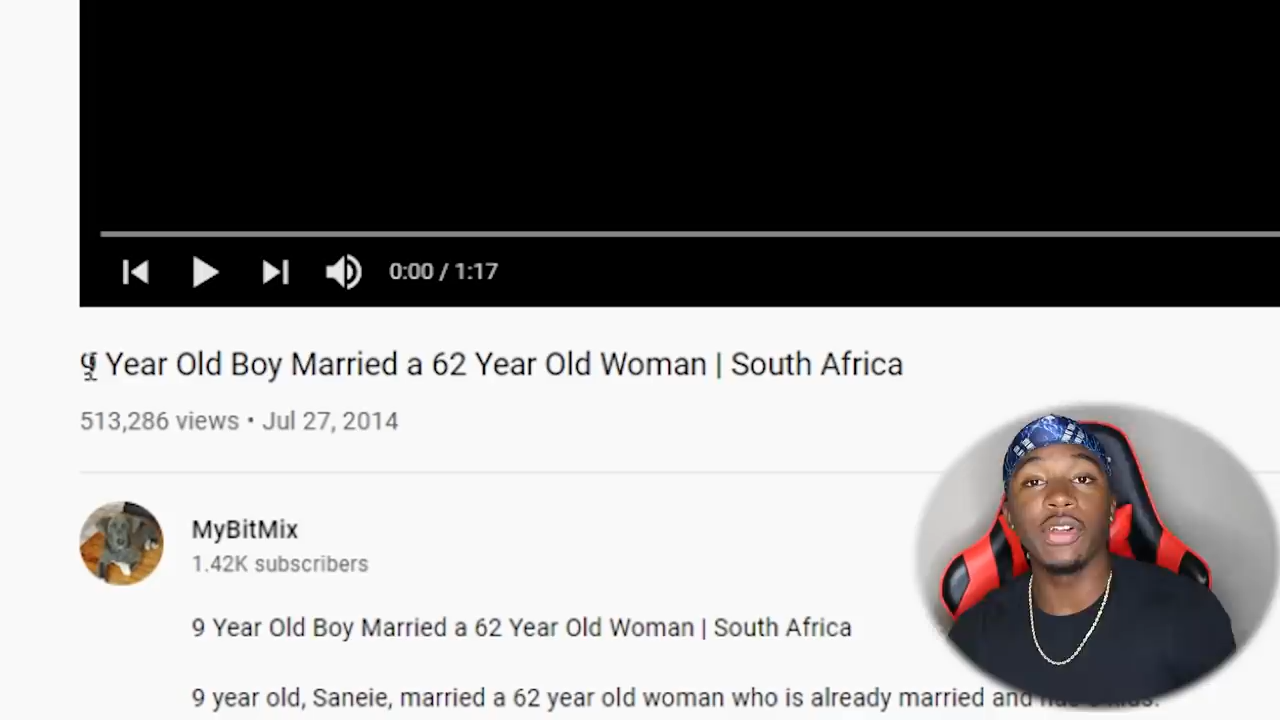 0:00 / 1:17
9 Year Old Boy Married a 62 Year Old Woman | South Africa
513,286 views • Jul 27, 2014
MyBitMix
1.42K subscribers
9 Year Old Boy Married a 62 Year Old Woman | South Africa
9 year old, Saneie, married a 62 year old woman who is already married and